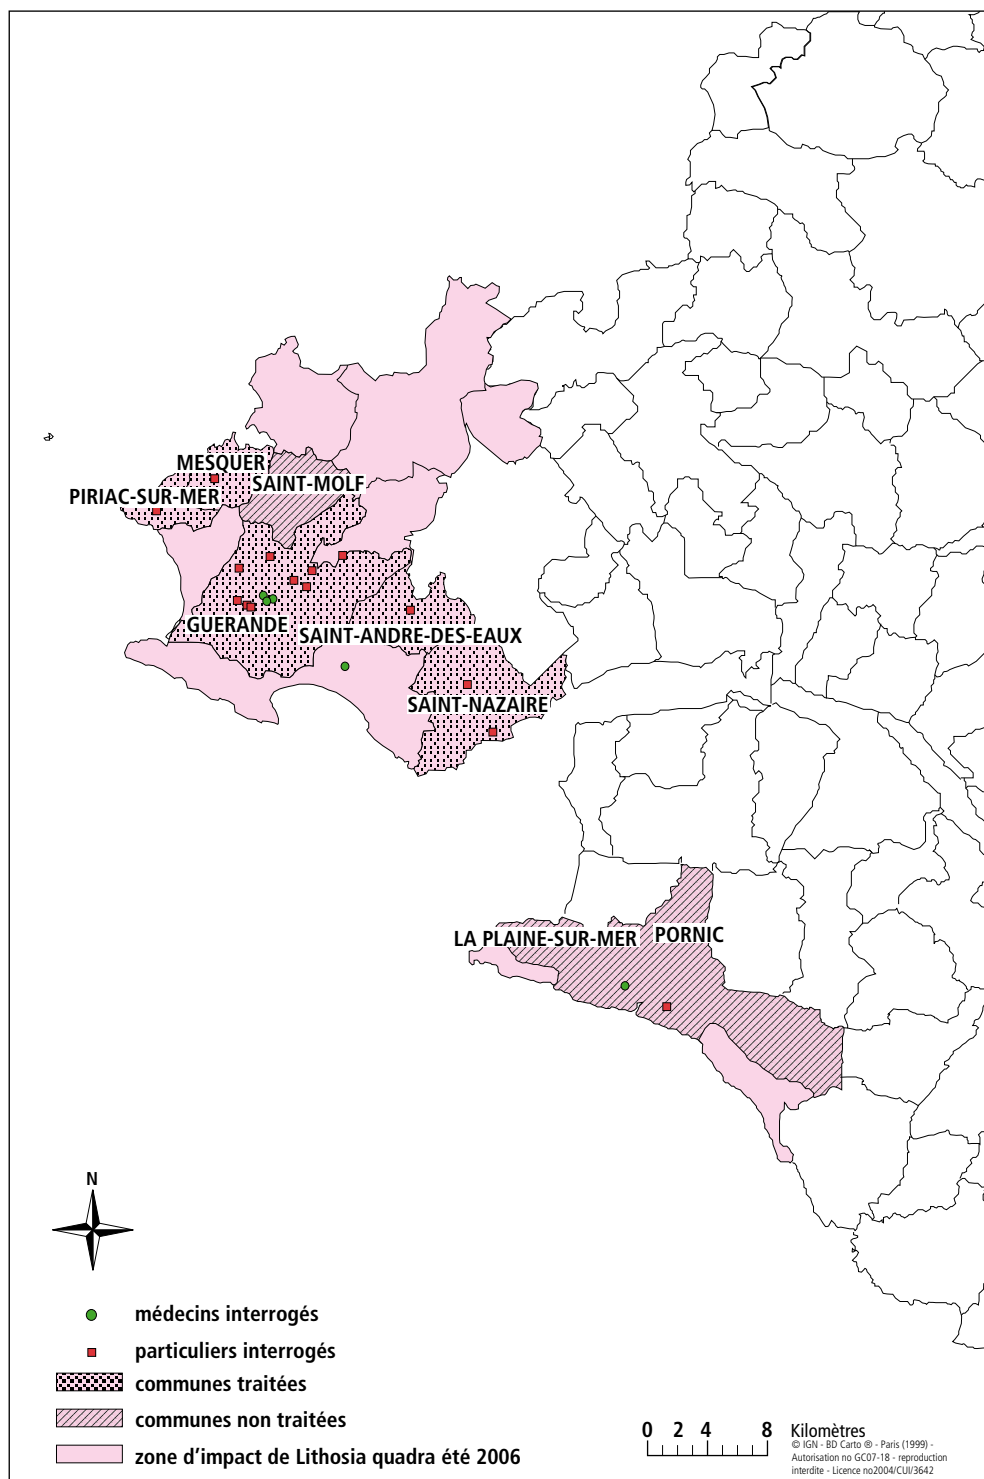 MESQUER
SAINT-MOLF
PIRIAC-SUR-MER
GUERANDE
SAINT-ANDRE-DES-EAUX
SAINT-NAZAIRE
LA PLAINE-SUR-MER
PORNIC
N
médecins interrogés
particuliers interrogés
communes traitées
communes non traitées
zone d'impact de Lithosia quadra été 2006
0 2 4 8 Kilomètres
© IGN - BD Carto ® - Paris (1999) -
Autorisation no GC07-18 - reproduction
interdite - Licence no2004/CUI/3642